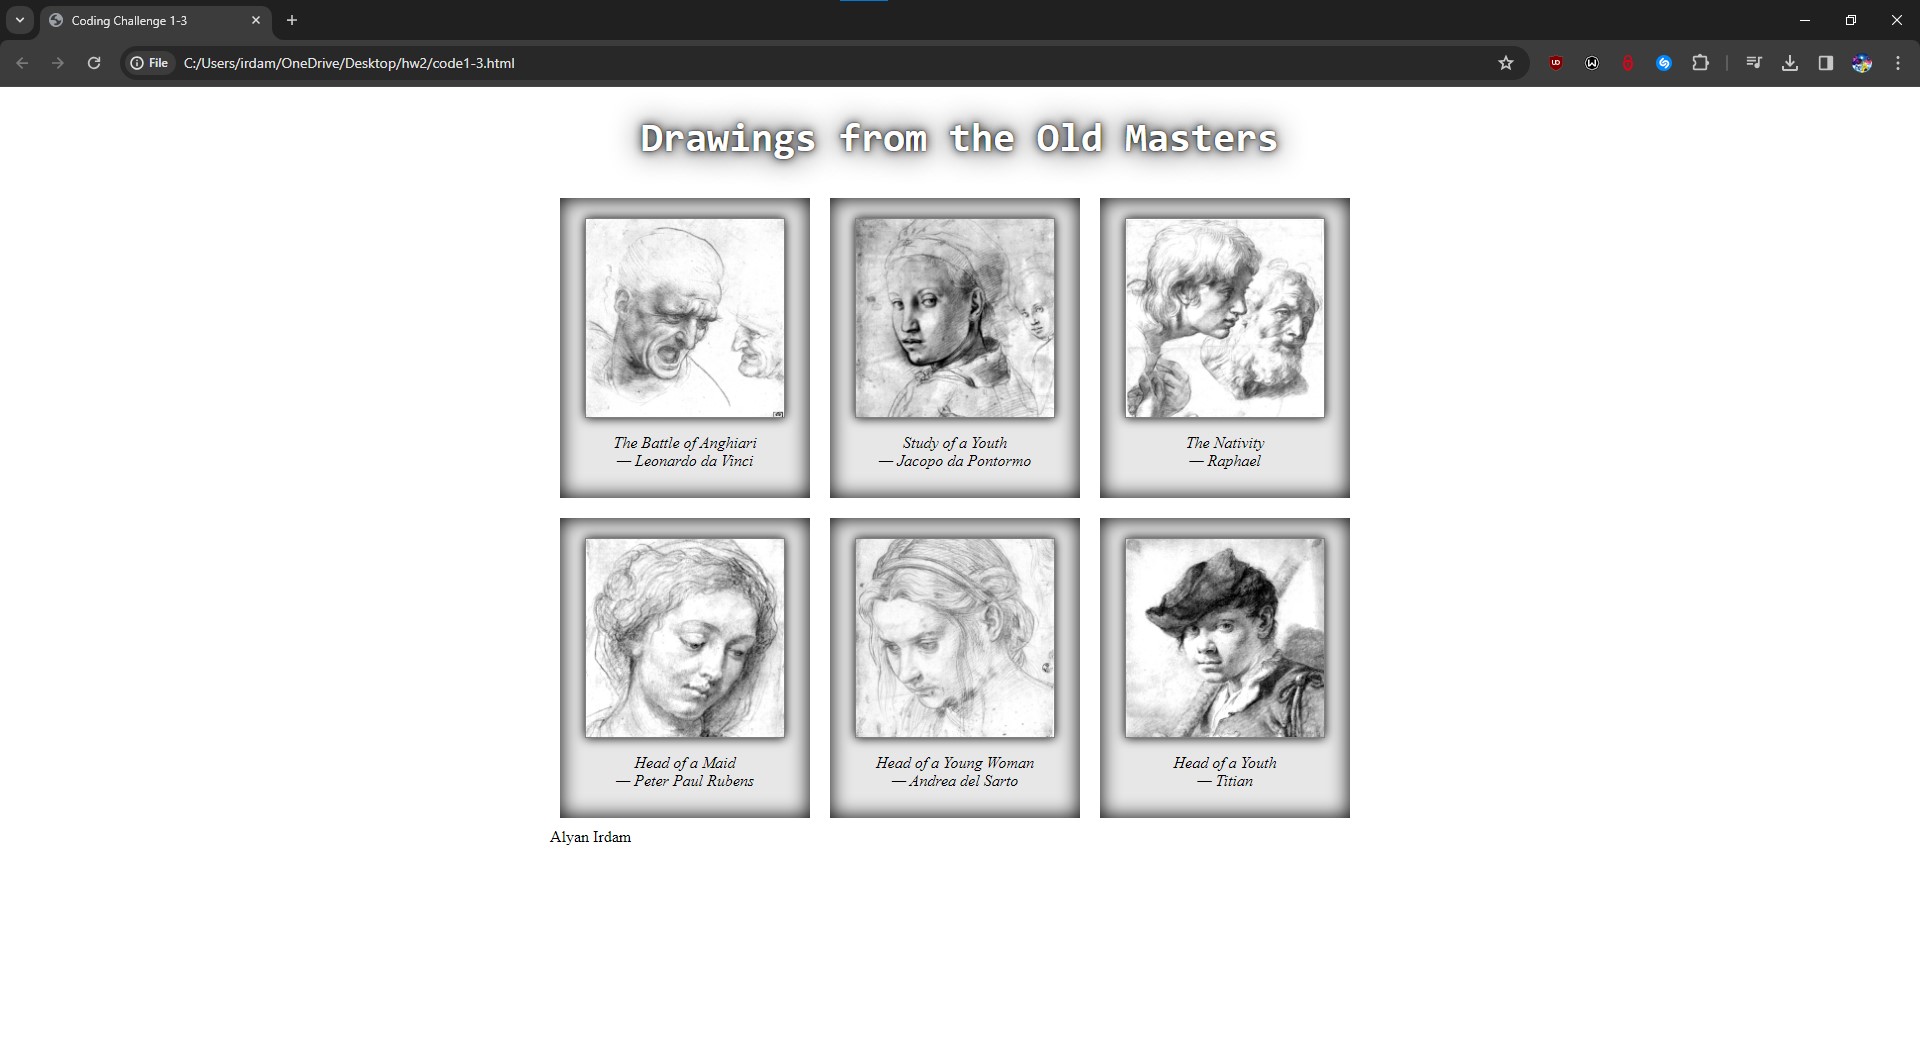 Coding Challenge 1-3
File C:/Users/irdam/OneDrive/Desktop/hw2/code1-3.html
Drawings from the Old Masters
The Battle of Anghiari
— Leonardo da Vinci
Study of a Youth
— Jacopo da Pontormo
The Nativity
— Raphael
Head of a Maid
— Peter Paul Rubens
Head of a Young Woman
— Andrea del Sarto
Head of a Youth
— Titian
Alyan Irdam